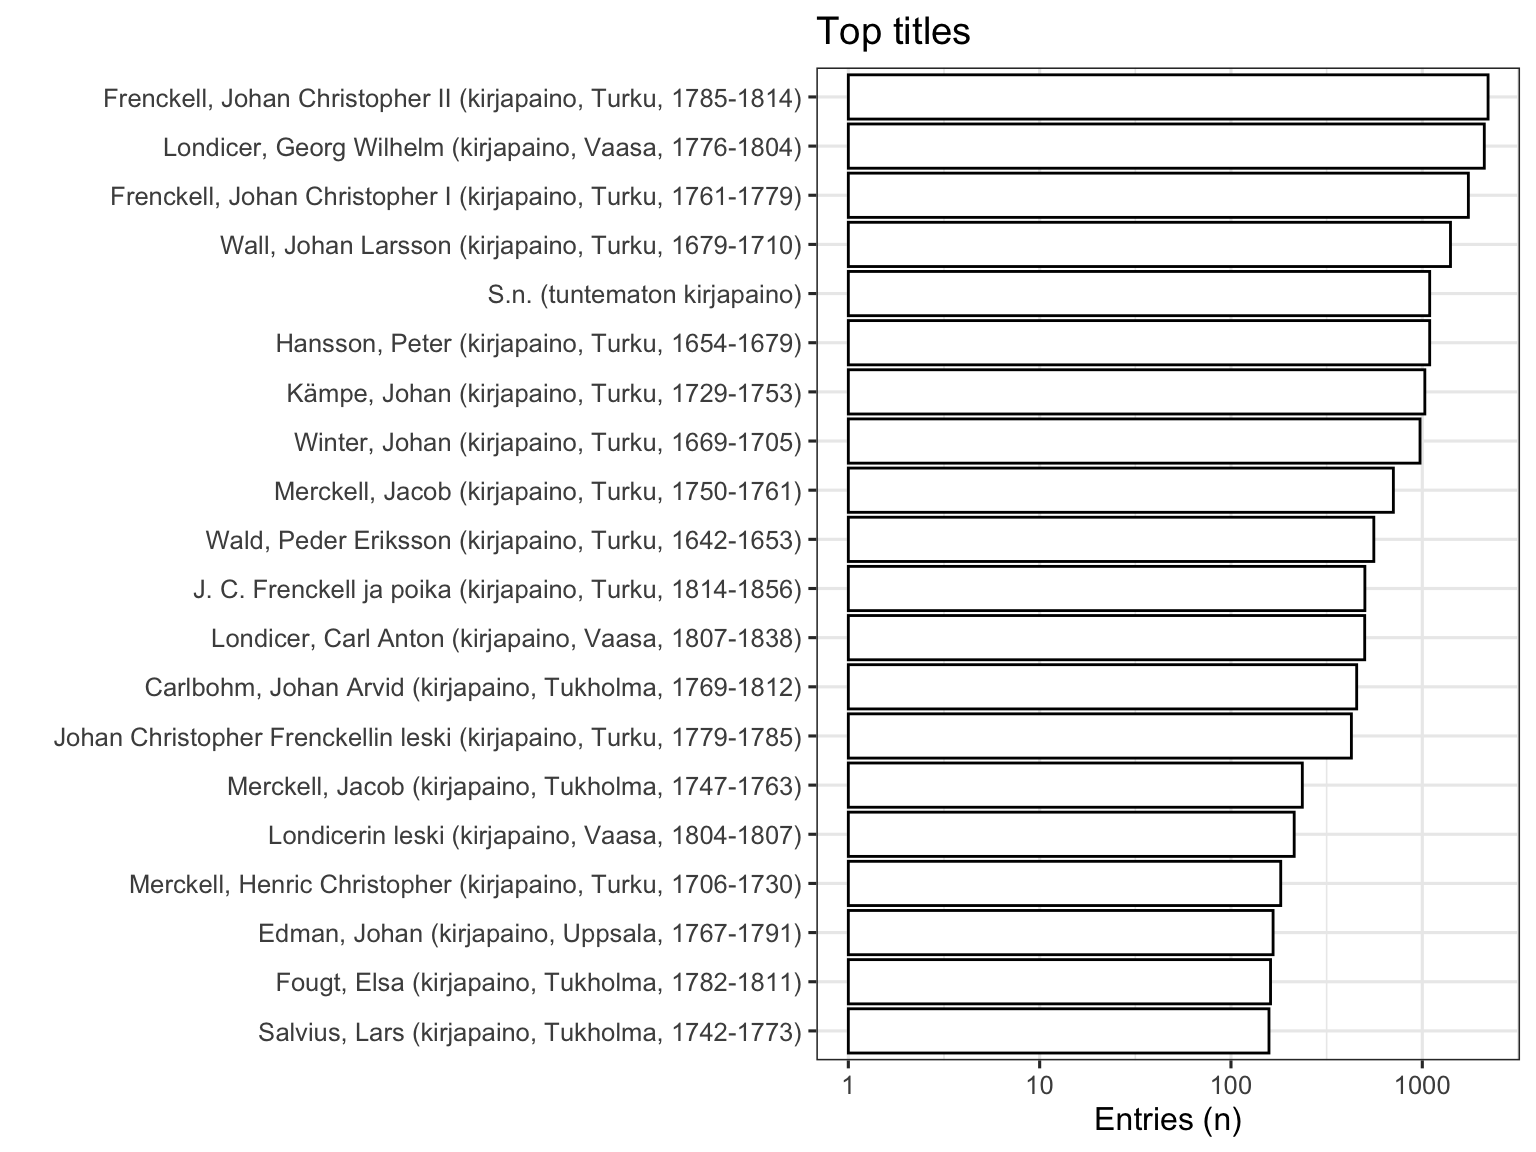 Top titles
Frenckell, Johan Christopher II (kirjapaino, Turku, 1785-1814)
Londicer, Georg Wilhelm (kirjapaino, Vaasa, 1776-1804)
Frenckell, Johan Christopher I (kirjapaino, Turku, 1761-1779)
Wall, Johan Larsson (kirjapaino, Turku, 1679-1710)
S.n. (tuntematon kirjapaino)
Hansson, Peter (kirjapaino, Turku, 1654-1679)
Kämpe, Johan (kirjapaino, Turku, 1729-1753)
Winter, Johan (kirjapaino, Turku, 1669-1705)
Merckell, Jacob (kirjapaino, Turku, 1750-1761)
Wald, Peder Eriksson (kirjapaino, Turku, 1642-1653)
J. C. Frenckell ja poika (kirjapaino, Turku, 1814-1856)
Londicer, Carl Anton (kirjapaino, Vaasa, 1807-1838)
Carlbohm, Johan Arvid (kirjapaino, Tukholma, 1769-1812)
Johan Christopher Frenckellin leski (kirjapaino, Turku, 1779-1785)
Merckell, Jacob (kirjapaino, Tukholma, 1747-1763)
Londicerin leski (kirjapaino, Vaasa, 1804-1807)
Merckell, Henric Christopher (kirjapaino, Turku, 1706-1730)
Edman, Johan (kirjapaino, Uppsala, 1767-1791)
Fougt, Elsa (kirjapaino, Tukholma, 1782-1811)
Salvius, Lars (kirjapaino, Tukholma, 1742-1773)
1 10 100 1000
Entries (n)